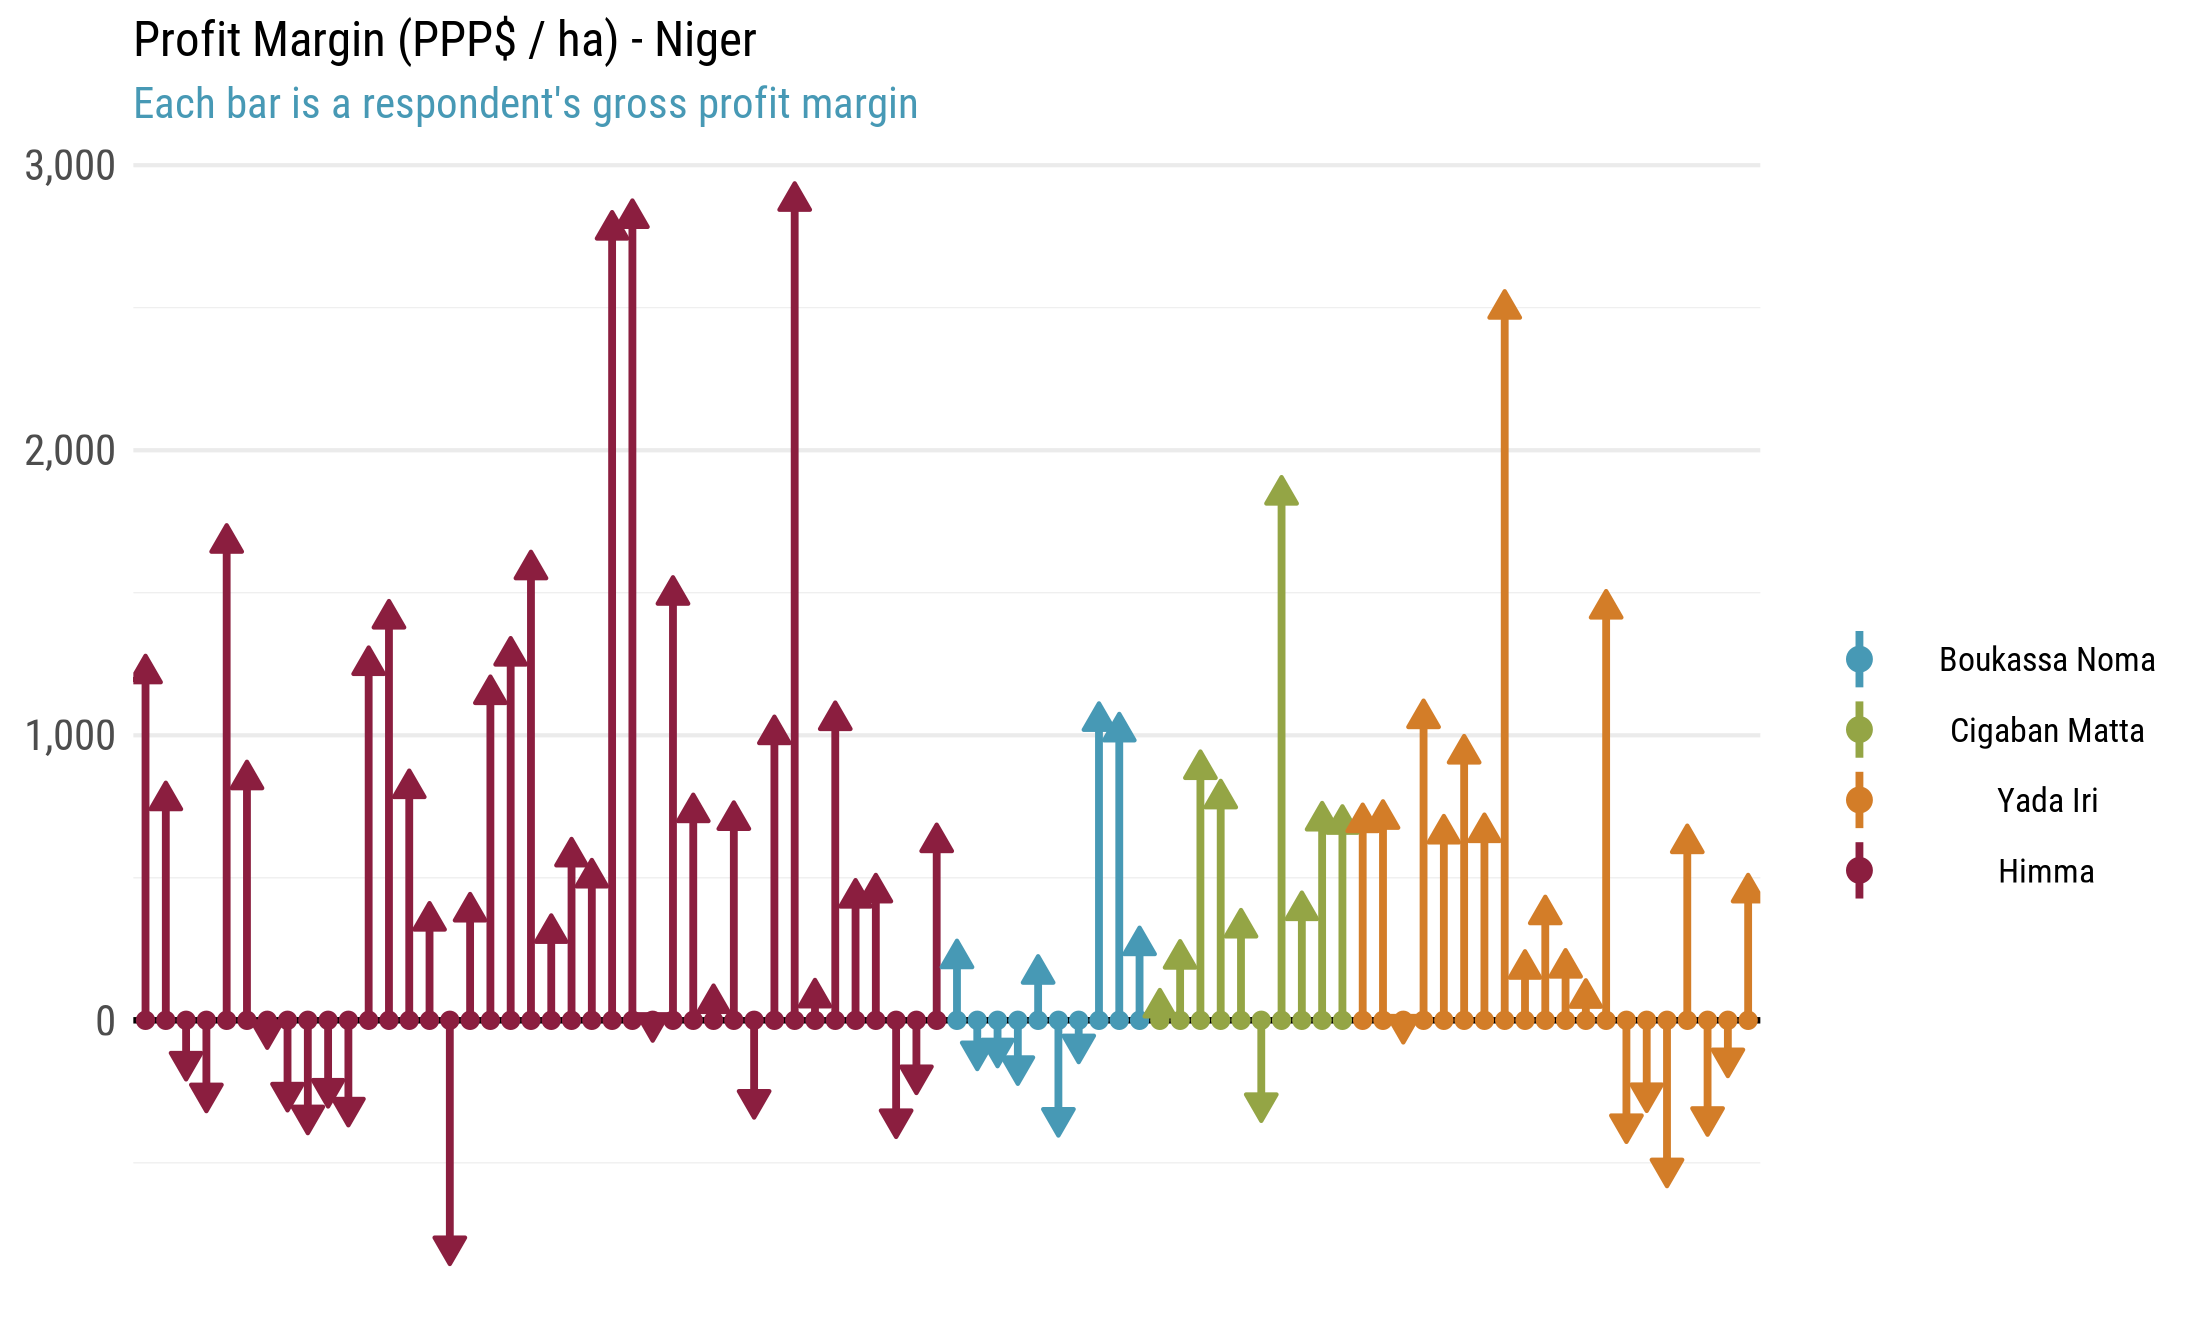 Profit Margin (PPP$ / ha) - Niger
Each bar is a respondent's gross profit margin
3,000
2,000
1,000
0
Boukassa Noma
Cigaban Matta
Yada Iri
Himma